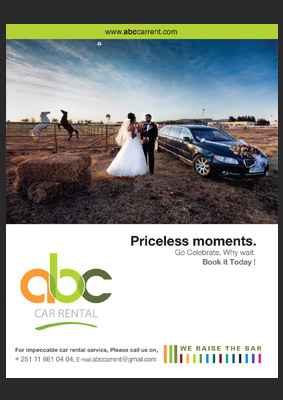 www.abccarrent.com
Priceless moments.
Go Celebrate, Why wait.
Book it Today !
abc
CAR RENTAL
For impeccable car rental service, Please call us on,
+ 251 11 661 04 04, E-mail:abccarrent@gmail.com
WE RAISE THE BAR